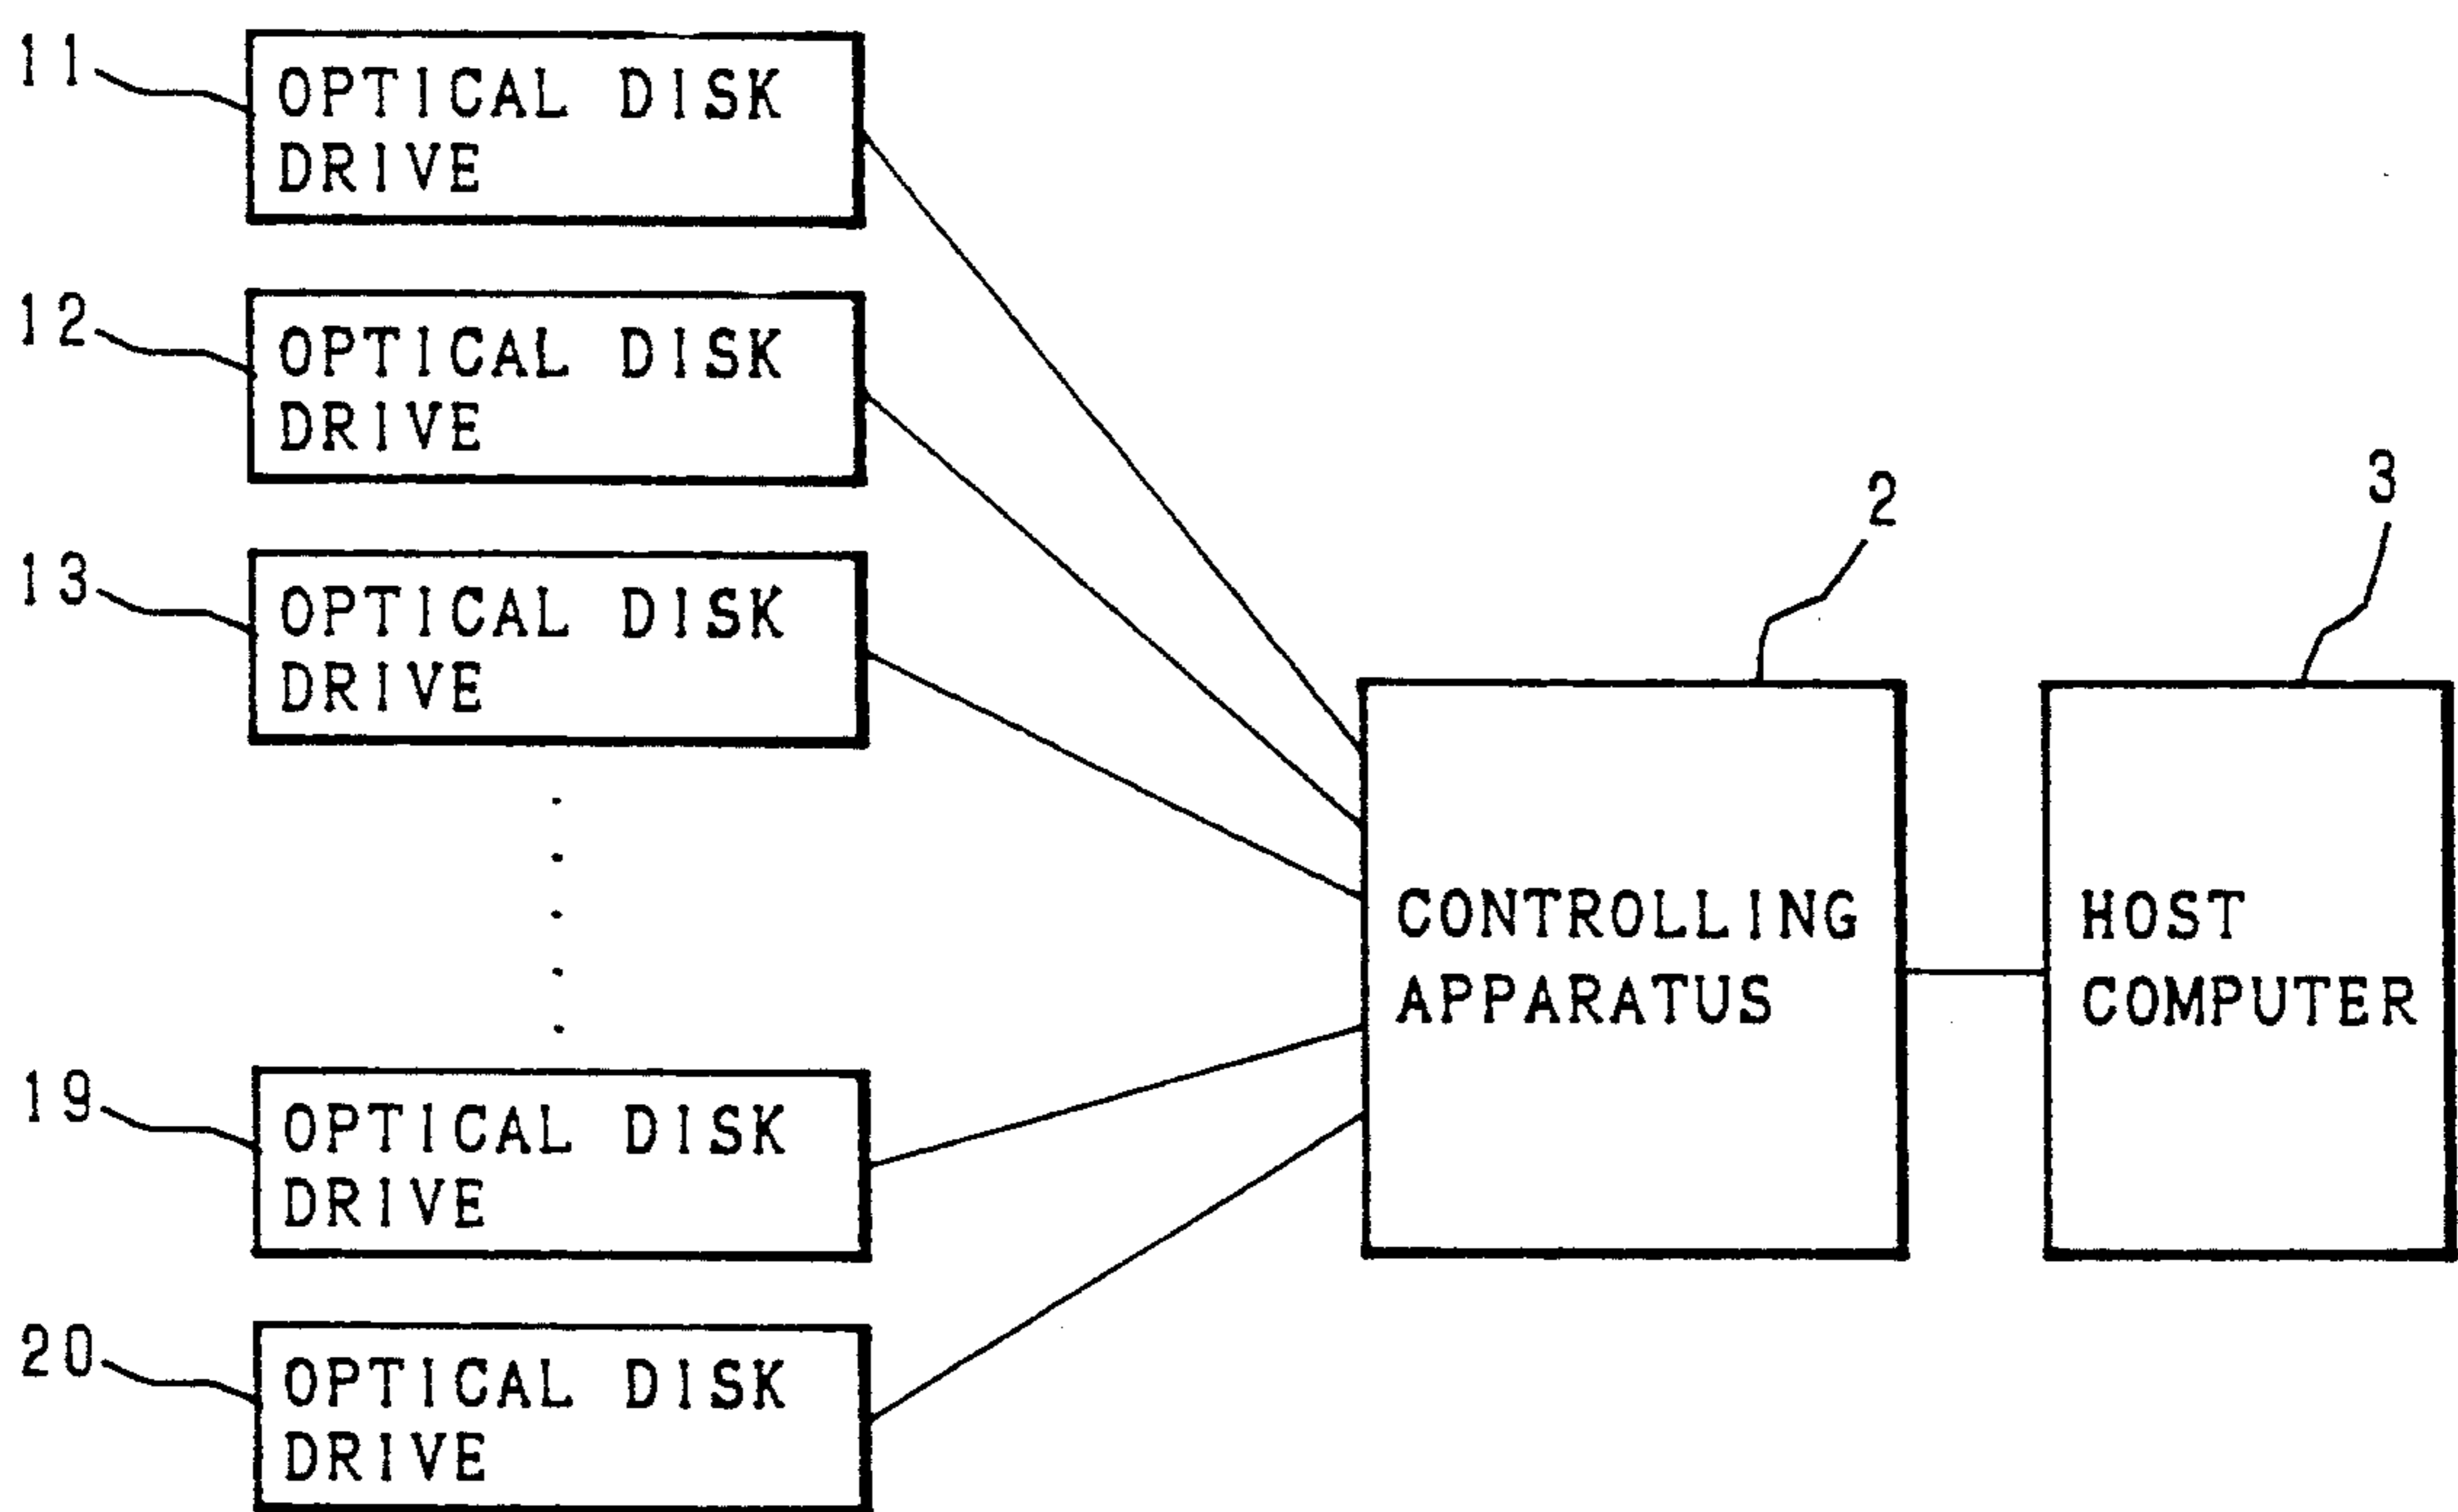 11
OPTICAL DISK
DRIVE
12
OPTICAL DISK
DRIVE
13
OPTICAL DISK
DRIVE
2
3
CONTROLLING
APPARATUS
HOST
COMPUTER
19
OPTICAL DISK
DRIVE
20
OPTICAL DISK
DRIVE